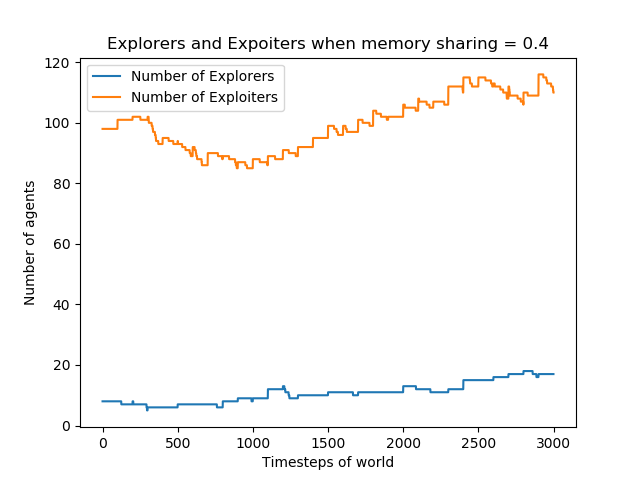 Explorers and Expoiters when memory sharing = 0.4
Number of Explorers
Number of Exploiters
120
100
80
60
40
20
0
Number of agents
0 500 1000 1500 2000 2500 3000
Timesteps of world